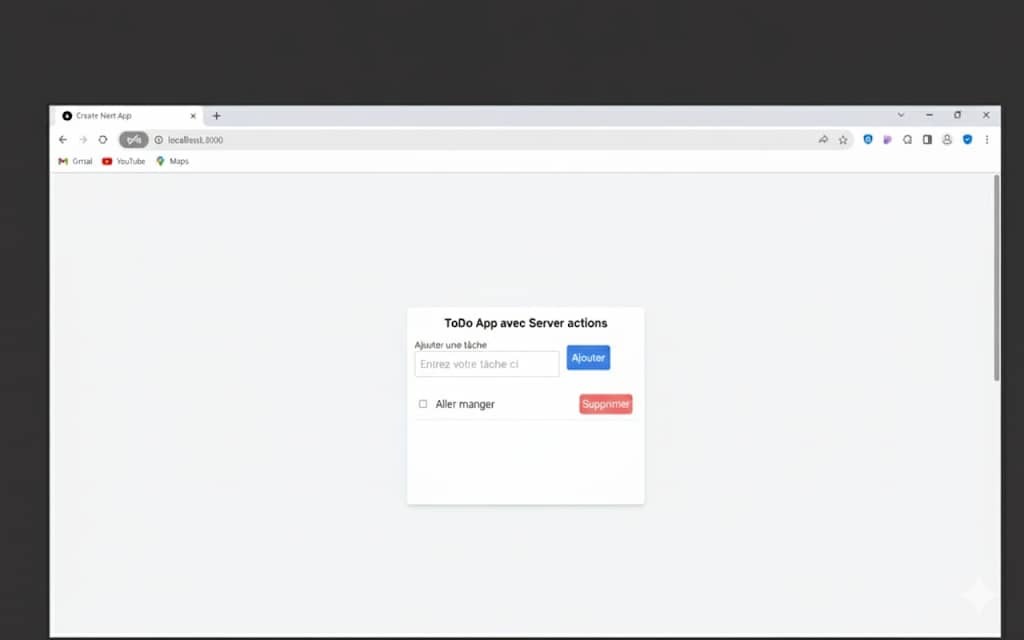 Create Next App
localhost:3000
Gmail YouTube Maps
ToDo App avec Server actions
Ajouter une tâche
Entrez votre tâche ci
Ajouter
Aller manger
Supprimer